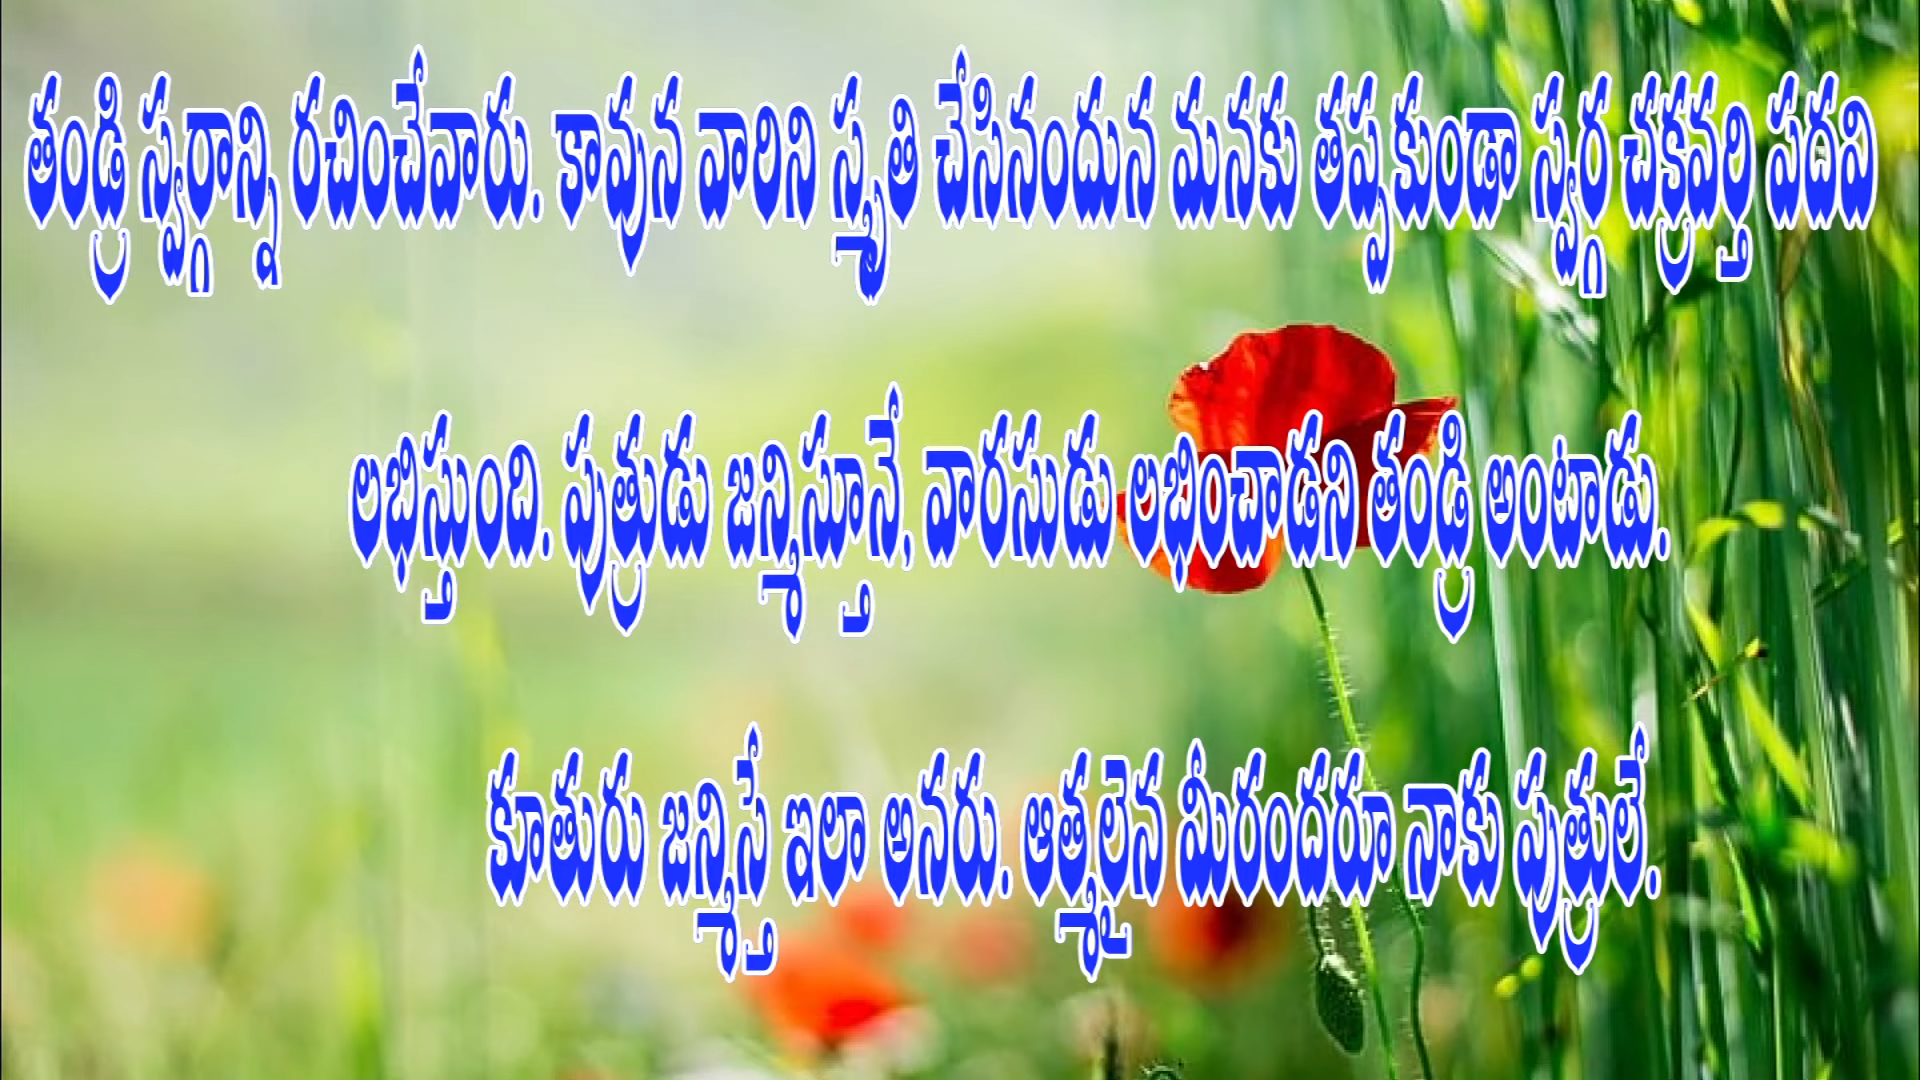 తండ్రి స్వర్గాన్ని రచించేవారు. కావున వారిని స్మృతి చేసినందున మనకు తప్పకుండా స్వర్గ చక్రవర్తి పదవి
లభిస్తుంది. పుత్రుడు జన్మిస్తూనే, వారసుడు లభించాడని తండ్రి అంటాడు.
కూతురు జన్మిస్తే ఇలా అనరు. ఆత్మలైన మీరందరూ నాకు పుత్రులే.